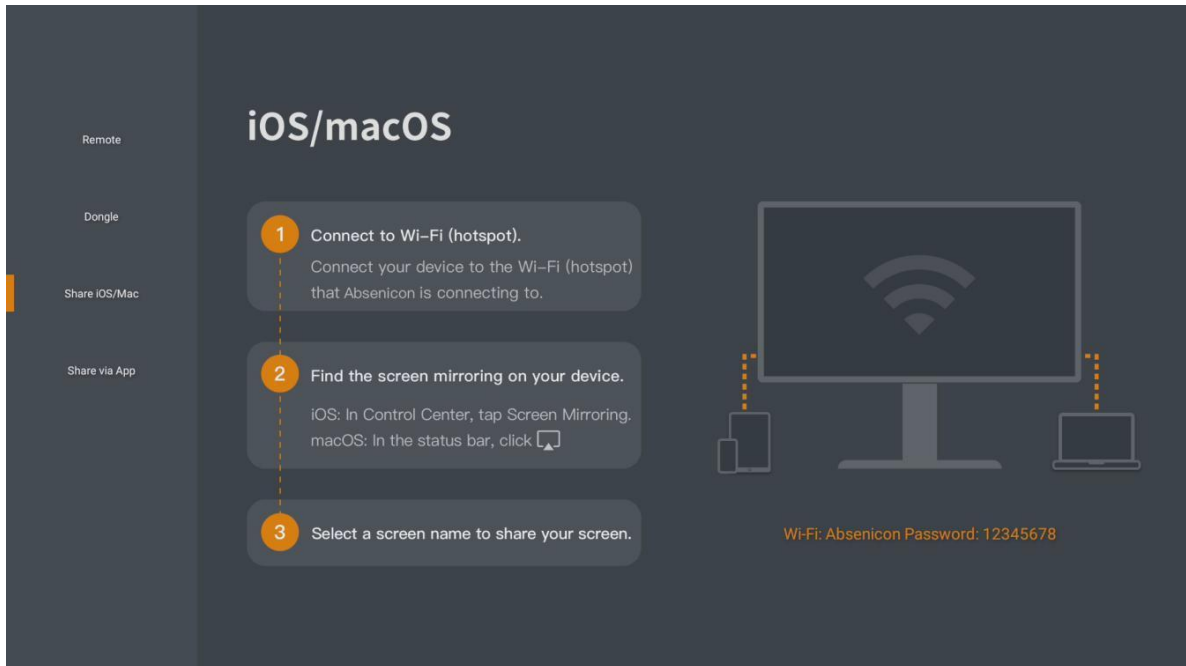 Remote
Dongle
Share iOS/Mac
Share via App
iOS/macOS
1
Connect to Wi-Fi (hotspot).
Connect your device to the Wi-Fi (hotspot)
that Absenicon is connecting to.
2
Find the screen mirroring on your device.
iOS: In Control Center, tap Screen Mirroring.
macOS: In the status bar, click
3
Select a screen name to share your screen.
Wi-Fi: Absenicon Password: 12345678